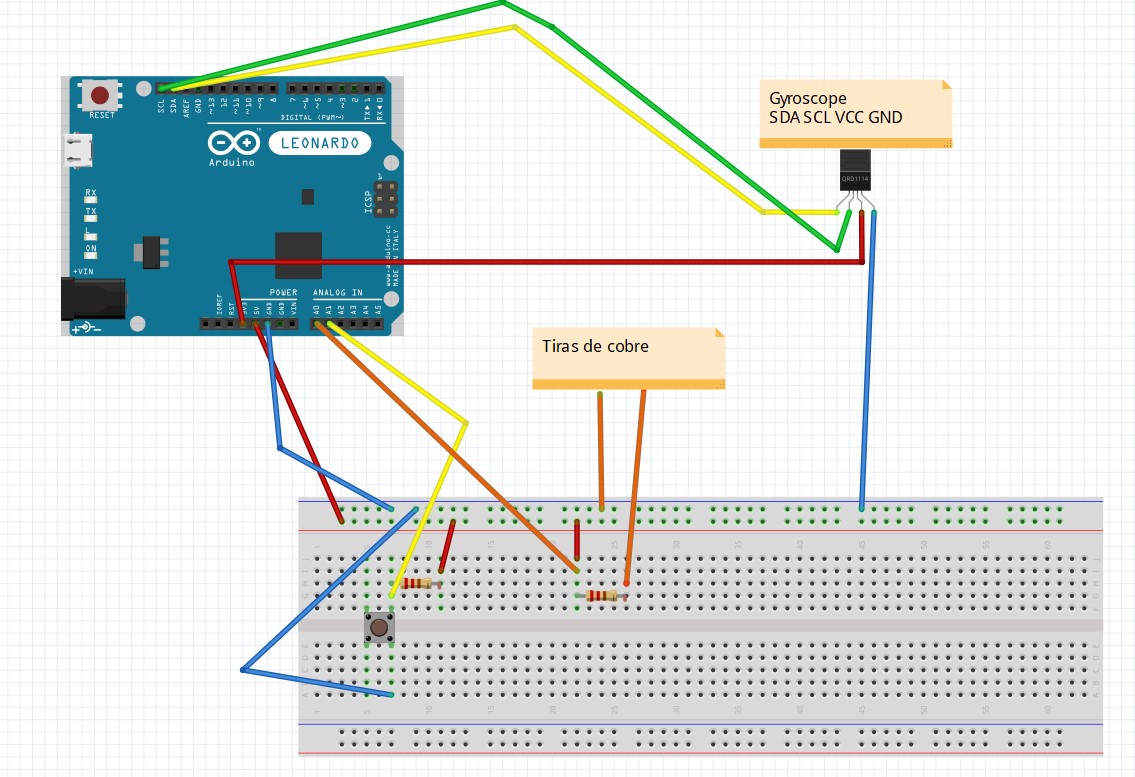 Gyroscope
SDA SCL VCC GND
QRD1114
RESET
SCL
SDA
AREF
GND
~13
12
~11
~10
~9
8
7
~6
~5
4
~3
2
TX▶1
RX◀0
DIGITAL (PWM~)
Arduino
™
LEONARDO
RX
TX
L
ON
ICSP
1
www.arduino.cc
MADE IN ITALY
+VIN
POWER
ANALOG IN
IOREF
RST
3V3
5V
GND
GND
VIN
A0
A1
A2
A3
A4
A5
Tiras de cobre
1 10 15 25 30 35 40 45 50 55 60
J
H
G
F
J
I
H
G
F
E
D
C
A
E
D
C
B
A
1 5 10 15 20 25 30 35 40 45 50 55 60